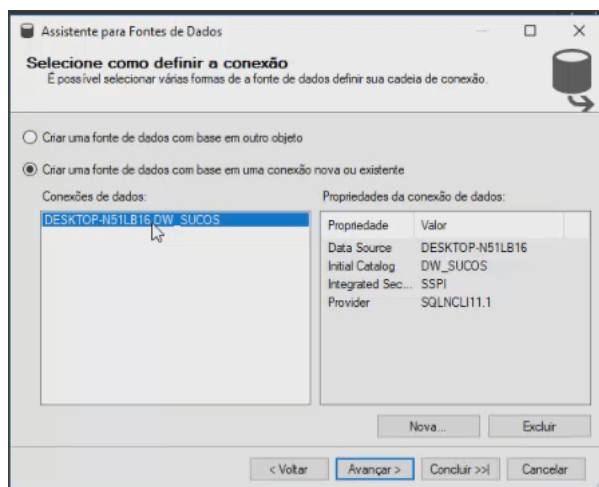 Assistente para Fontes de Dados
Selecione como definir a conexão
É possível selecionar várias formas de a fonte de dados definir sua cadeia de conexão.
Criar uma fonte de dados com base em outro objeto
Criar uma fonte de dados com base em uma conexão nova ou existente
Conexões de dados:
DESKTOP-N51LB16.DW_SUCOS
Propriedades da conexão de dados:
Propriedade Valor
Data Source DESKTOP-N51LB16
Initial Catalog DW_SUCOS
Integrated Sec... SSPI
Provider SQLNCLI11.1
Nova... Excluir
< Voltar Avançar > Concluir >>| Cancelar